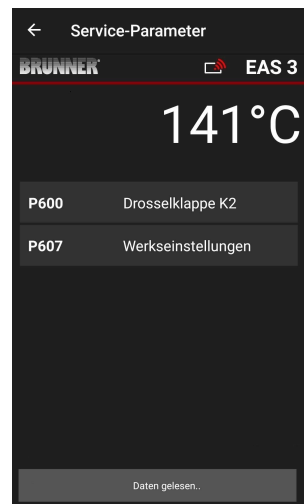 Service-Parameter
BRUNNER EAS 3
141°C
P600 Drosselklappe K2
P607 Werkseinstellungen
Daten gelesen..